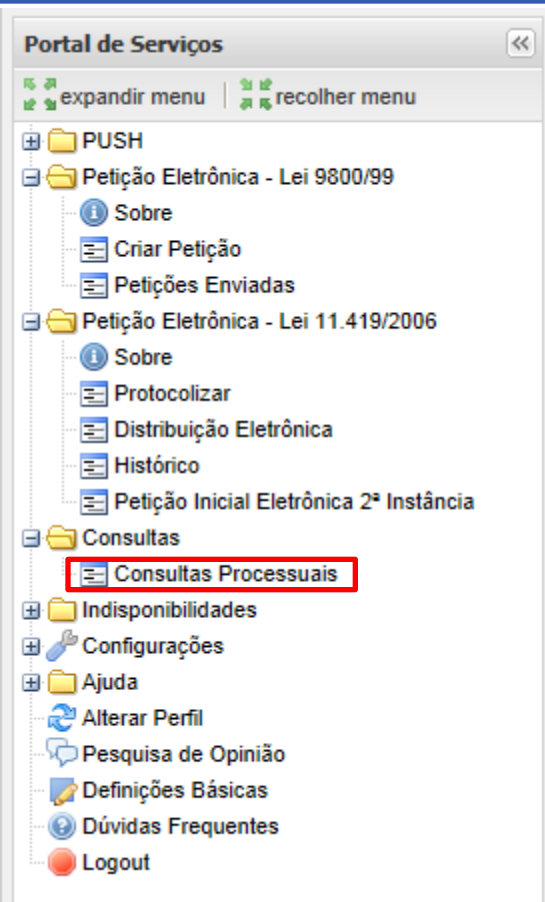 Portal de Serviços
expandir menu recolher menu
PUSH
Petição Eletrônica - Lei 9800/99
Sobre
Criar Petição
Petições Enviadas
Petição Eletrônica - Lei 11.419/2006
Sobre
Protocolizar
Distribuição Eletrônica
Histórico
Petição Inicial Eletrônica 2ª Instância
Consultas
Consultas Processuais
Indisponibilidades
Configurações
Ajuda
Alterar Perfil
Pesquisa de Opinião
Definições Básicas
Dúvidas Frequentes
Logout